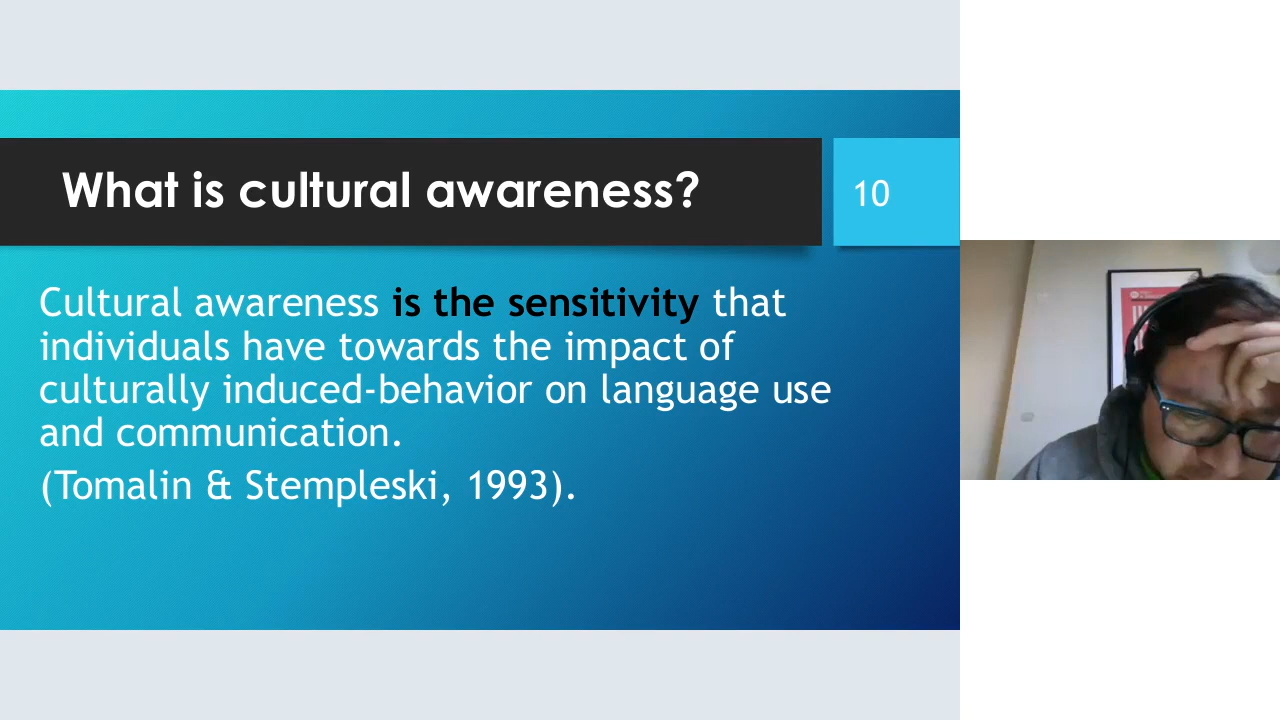 What is cultural awareness?
10
Cultural awareness is the sensitivity that
individuals have towards the impact of
culturally induced-behavior on language use
and communication.
(Tomalin & Stempleski, 1993).